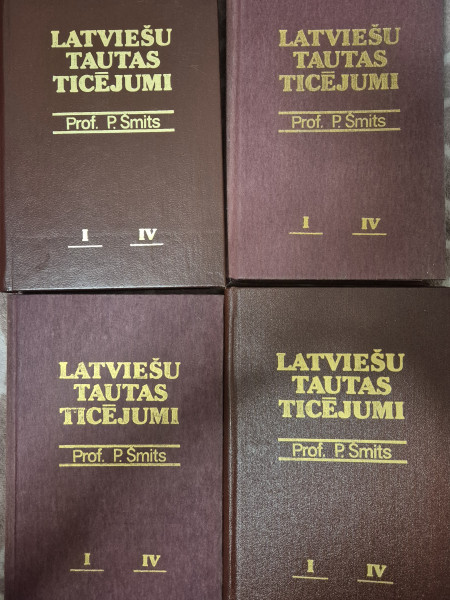 LATVIEŠU
TAUTAS
TICĒJUMI
Prof. P. Šmits
I IV
LATVIEŠU
TAUTAS
TICĒJUMI
Prof. P. Šmits
I IV
LATVIEŠU
TAUTAS
TICĒJUMI
Prof. P. Šmits
I IV
LATVIEŠU
TAUTAS
TICĒJUMI
Prof. P. Šmits
I IV